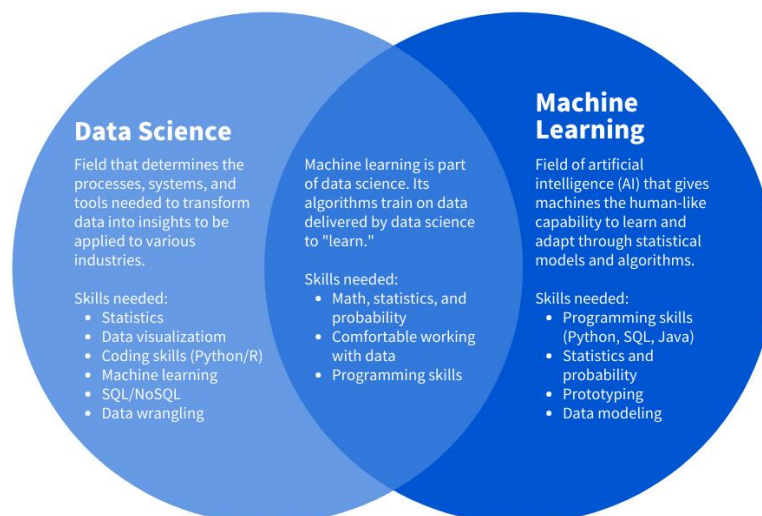 Data Science
Field that determines the
processes, systems, and
tools needed to transform
data into insights to be
applied to various
industries.
Skills needed:
• Statistics
• Data visualizatiom
• Coding skills (Python/R)
• Machine learning
• SQL/NoSQL
• Data wrangling
Machine learning is part
of data science. Its
algorithms train on data
delivered by data science
to "learn."
Skills needed:
• Math, statistics, and
probability
• Comfortable working
with data
• Programming skills
Machine
Learning
Field of artificial
intelligence (AI) that gives
machines the human-like
capability to learn and
adapt through statistical
models and algorithms.
Skills needed:
• Programming skills
(Python, SQL, Java)
• Statistics and
probability
• Prototyping
• Data modeling